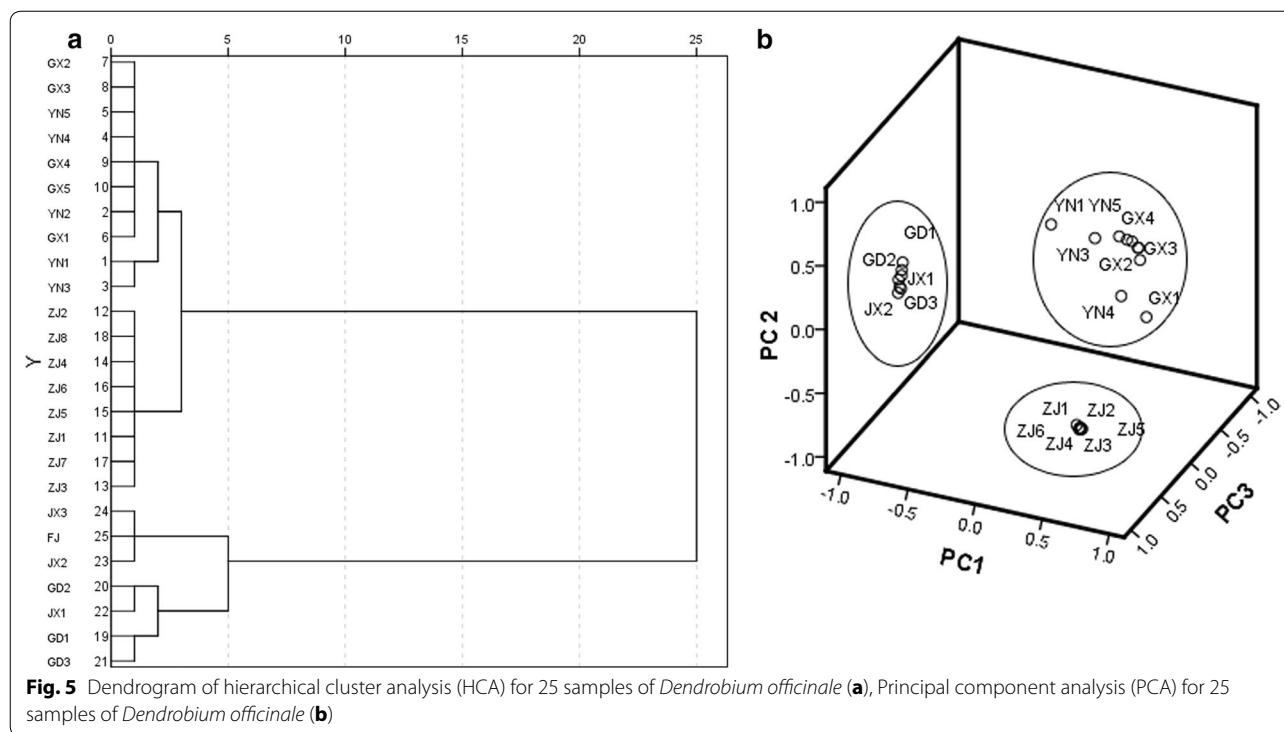 a
0 5 10 15 20 25
GX2 7
GX3 8
YN5 5
YN4 4
GX4 9
GX5 10
YN2 2
GX1 6
YN1 1
YN3 3
ZJ2 12
ZJ8 18
ZJ4 14
ZJ6 16
ZJ5 15
ZJ1 11
ZJ7 17
ZJ3 13
JX3 24
FJ 25
JX2 23
GD2 20
JX1 22
GD1 19
GD3 21
Y
b
1.0
0.5
0.0
-0.5
-1.0
PC 2
-1.0 -0.5 0.0 0.5 1.0
PC1
1.0 0.5 0.0 -0.5 -1.0
PC3
GD1
GD2
JX1
JX2 GD3
YN1 YN5
GX4
YN3 GX3
GX2
YN4 GX1
ZJ1 ZJ2
ZJ6 ZJ5
ZJ4 ZJ3
Fig. 5 Dendrogram of hierarchical cluster analysis (HCA) for 25 samples of Dendrobium officinale (a), Principal component analysis (PCA) for 25
samples of Dendrobium officinale (b)